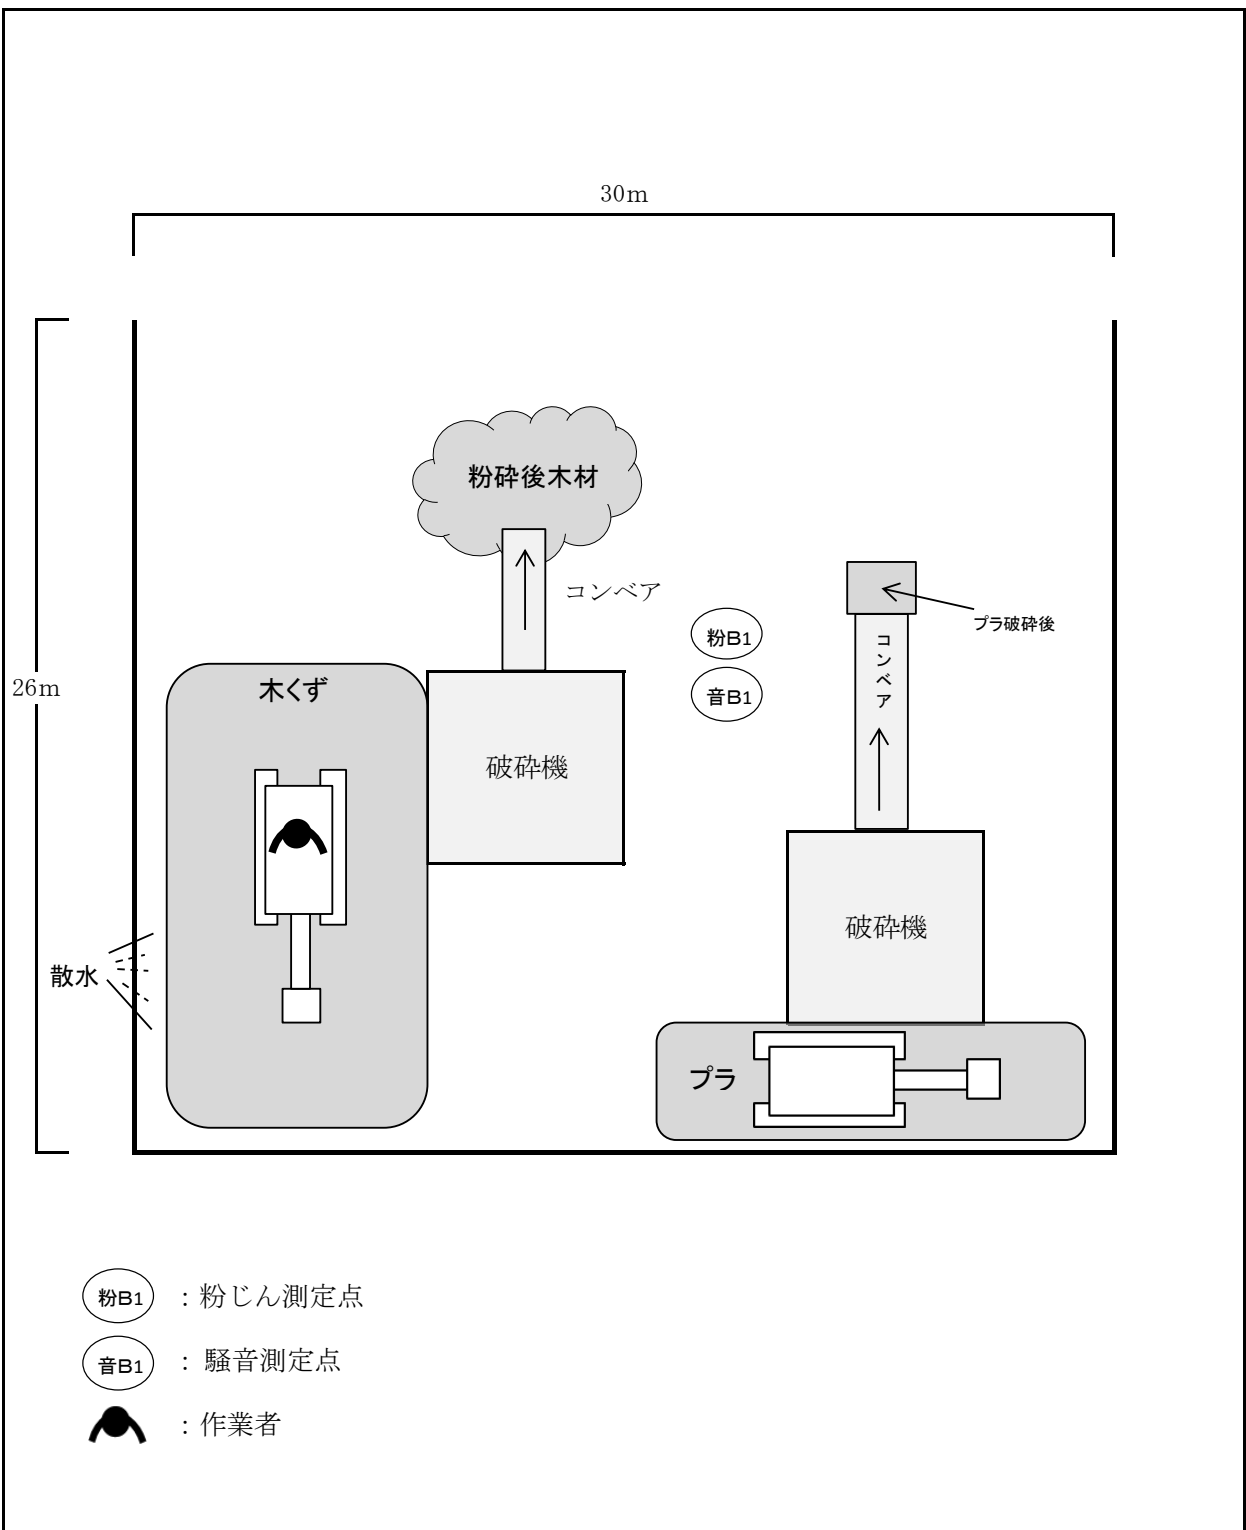 30m
粉砕後木材
コンベア
プラ破砕後
粉B1
音B1
コンベア
26m
木くず
破砕機
破砕機
散水
プラ
粉B1 : 粉じん測定点
音B1 : 騒音測定点
: 作業者